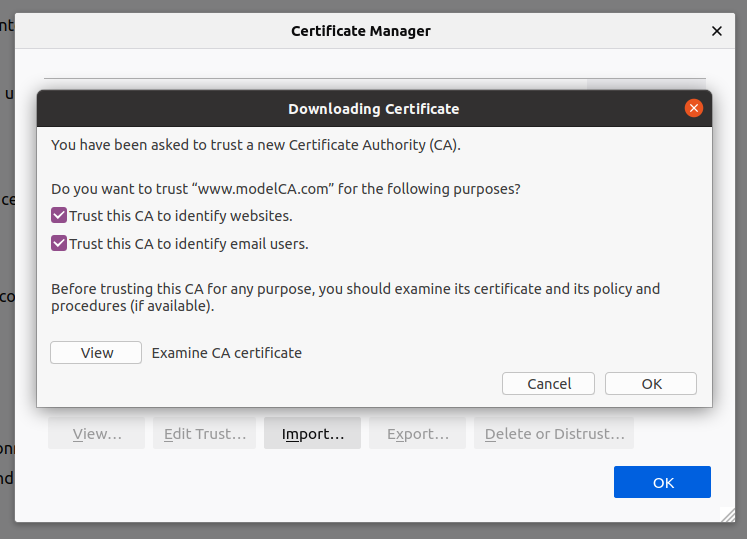 Certificate Manager
Downloading Certificate
You have been asked to trust a new Certificate Authority (CA).
Do you want to trust “www.modelCA.com” for the following purposes?
Trust this CA to identify websites.
Trust this CA to identify email users.
Before trusting this CA for any purpose, you should examine its certificate and its policy and
procedures (if available).
View Examine CA certificate
Cancel OK
View… Edit Trust… Import… Export… Delete or Distrust…
OK